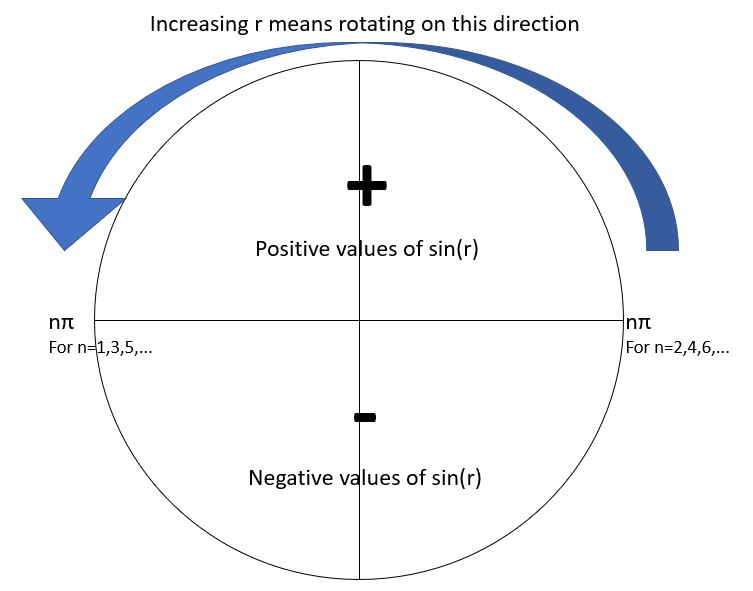 Increasing r means rotating on this direction
+
Positive values of sin(r)
nπ
For n=1,3,5,...
nπ
For n=2,4,6,...
-
Negative values of sin(r)